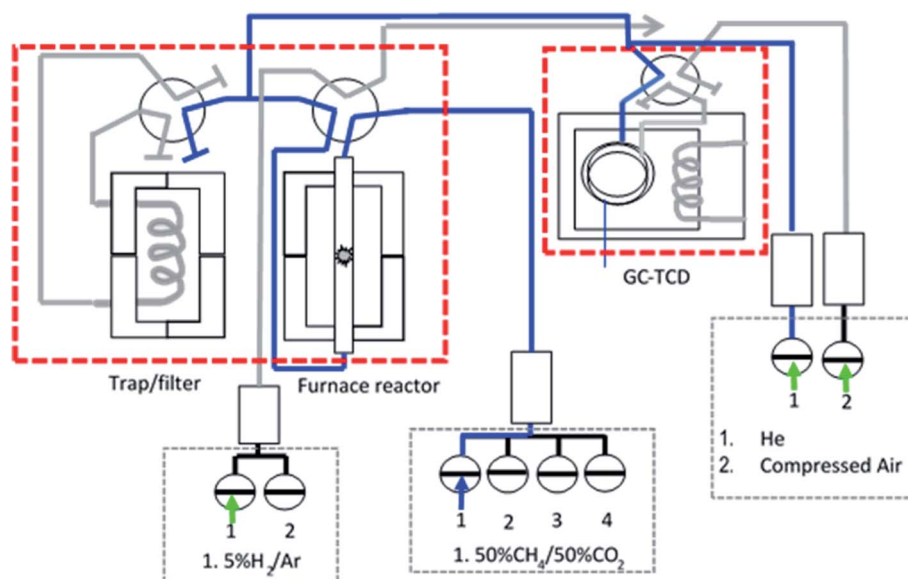 GC-TCD
Trap/filter
Furnace reactor
1
2
1. He
2. Compressed Air
1
2
1. 5%H₂/Ar
1
2
3
4
1. 50%CH₄/50%CO₂